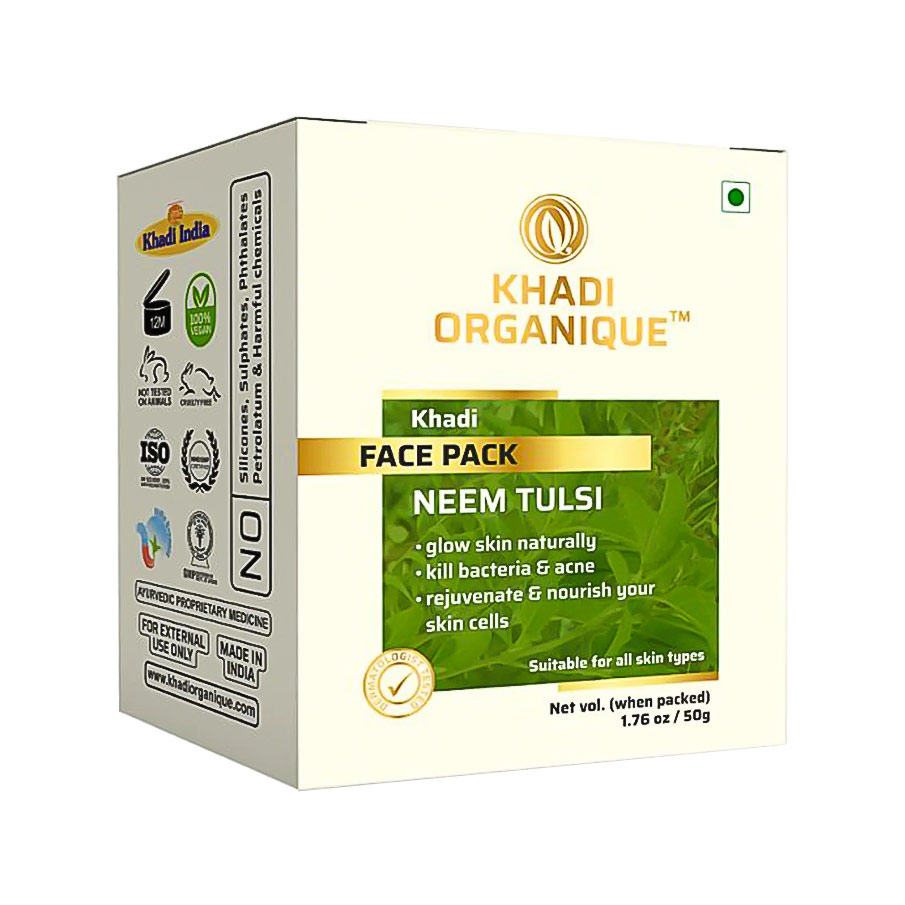 KHADI
ORGANIQUE™
Khadi
FACE PACK
NEEM TULSI
• glow skin naturally
• kill bacteria & acne
• rejuvenate & nourish your
skin cells
Suitable for all skin types
DERMATOLOGIST TESTED
Net vol. (when packed)
1.76 oz / 50g
Khadi India
12M
100%
VEGAN
NOT TESTED
ON ANIMALS
CRUELTY FREE
ISO
NO
Silicones, Sulphates, Phthalates
Petrolatum & Harmful chemicals
AYURVEDIC PROPRIETARY MEDICINE
FOR EXTERNAL
USE ONLY
MADE IN
INDIA
www.khadiorganique.com